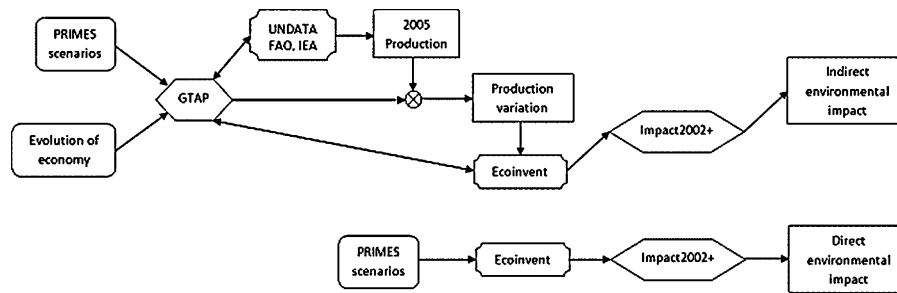 PRIMES
scenarios
UNDATA
FAO, IEA
2005
Production
GTAP
Evolution of
economy
Production
variation
Ecoinvent
Impact2002+
Indirect
environmental
impact
PRIMES
scenarios
Ecoinvent
Impact2002+
Direct
environmental
impact